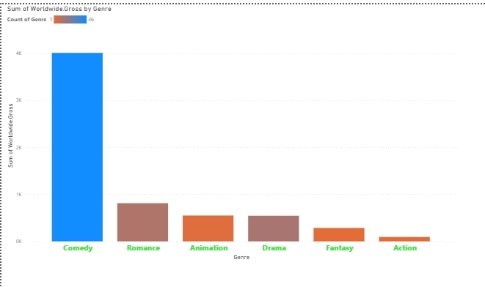 Sum of Worldwide.Gross by Genre
Count of Genre 1
4K
3K
2K
1K
0K
Sum of Worldwide.Gross
Comedy Romance Animation Drama Fantasy Action
Genre